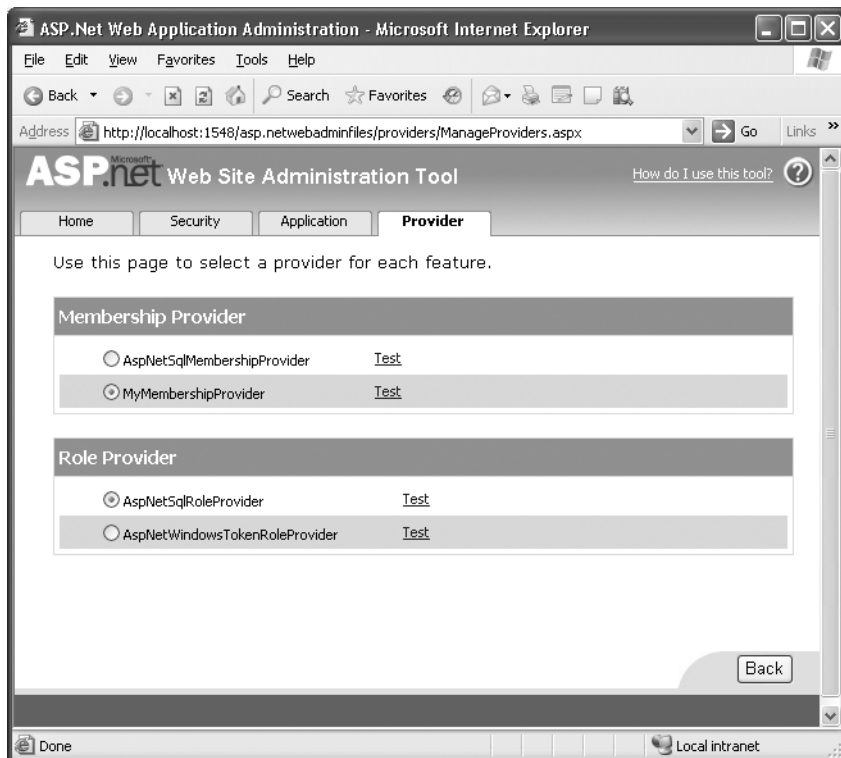 ASP.Net Web Application Administration - Microsoft Internet Explorer
File Edit View Favorites Tools Help
Back Search Favorites
Address http://localhost:1548/asp.netwebadminfiles/providers/ManageProviders.aspx Go Links »
Microsoft
ASP.net Web Site Administration Tool How do I use this tool? ?
Home Security Application Provider
Use this page to select a provider for each feature.
Membership Provider
AspNetSqlMembershipProvider Test
MyMembershipProvider Test
Role Provider
AspNetSqlRoleProvider Test
AspNetWindowsTokenRoleProvider Test
Back
Done Local intranet